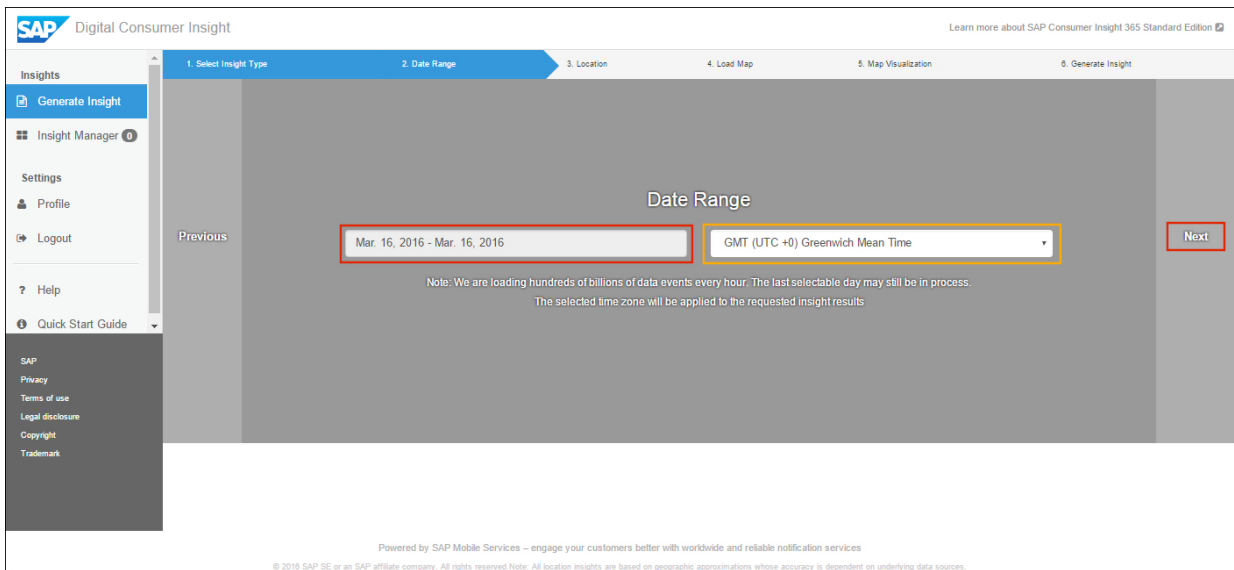 SAP Digital Consumer Insight
Learn more about SAP Consumer Insight 365 Standard Edition
Insights
Generate Insight
Insight Manager 0
Settings
Profile
Logout
? Help
Quick Start Guide
SAP
Privacy
Terms of use
Legal disclosure
Copyright
Trademark
1. Select Insight Type
2. Date Range
3. Location
4. Load Map
5. Map Visualization
6. Generate Insight
Previous
Date Range
Mar. 16, 2016 - Mar. 16, 2016
GMT (UTC +0) Greenwich Mean Time
Note: We are loading hundreds of billions of data events every hour. The last selectable day may still be in process.
The selected time zone will be applied to the requested insight results
Next
Powered by SAP Mobile Services – engage your customers better with worldwide and reliable notification services
© 2016 SAP SE or an SAP affiliate company. All rights reserved.Note: All location insights are based on geographic approximations whose accuracy is dependent on underlying data sources.